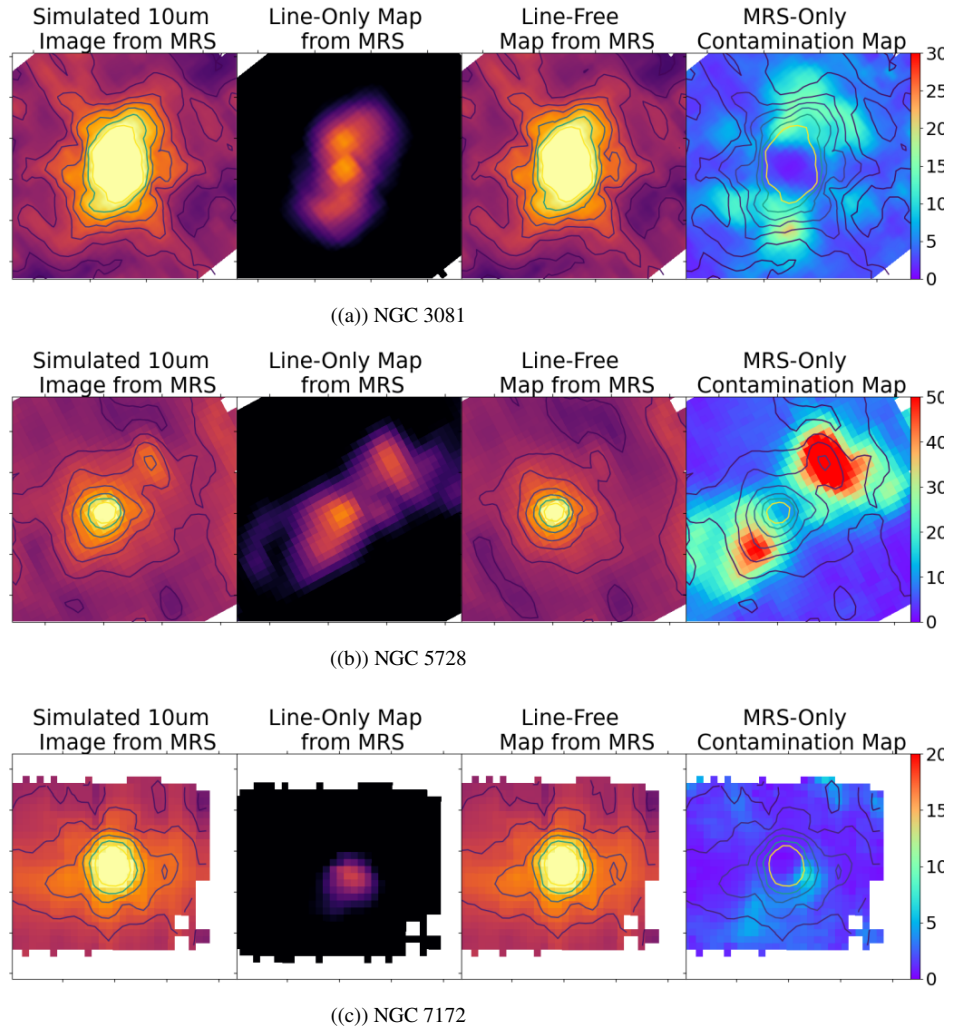 Simulated 10um Line-Only Map Line-Free MRS-Only
Image from MRS from MRS Map from MRS Contamination Map
30
25
20
15
10
5
0
((a)) NGC 3081
Simulated 10um Line-Only Map Line-Free MRS-Only
Image from MRS from MRS Map from MRS Contamination Map
50
40
30
20
10
0
((b)) NGC 5728
Simulated 10um Line-Only Map Line-Free MRS-Only
Image from MRS from MRS Map from MRS Contamination Map
20
15
10
5
0
((c)) NGC 7172